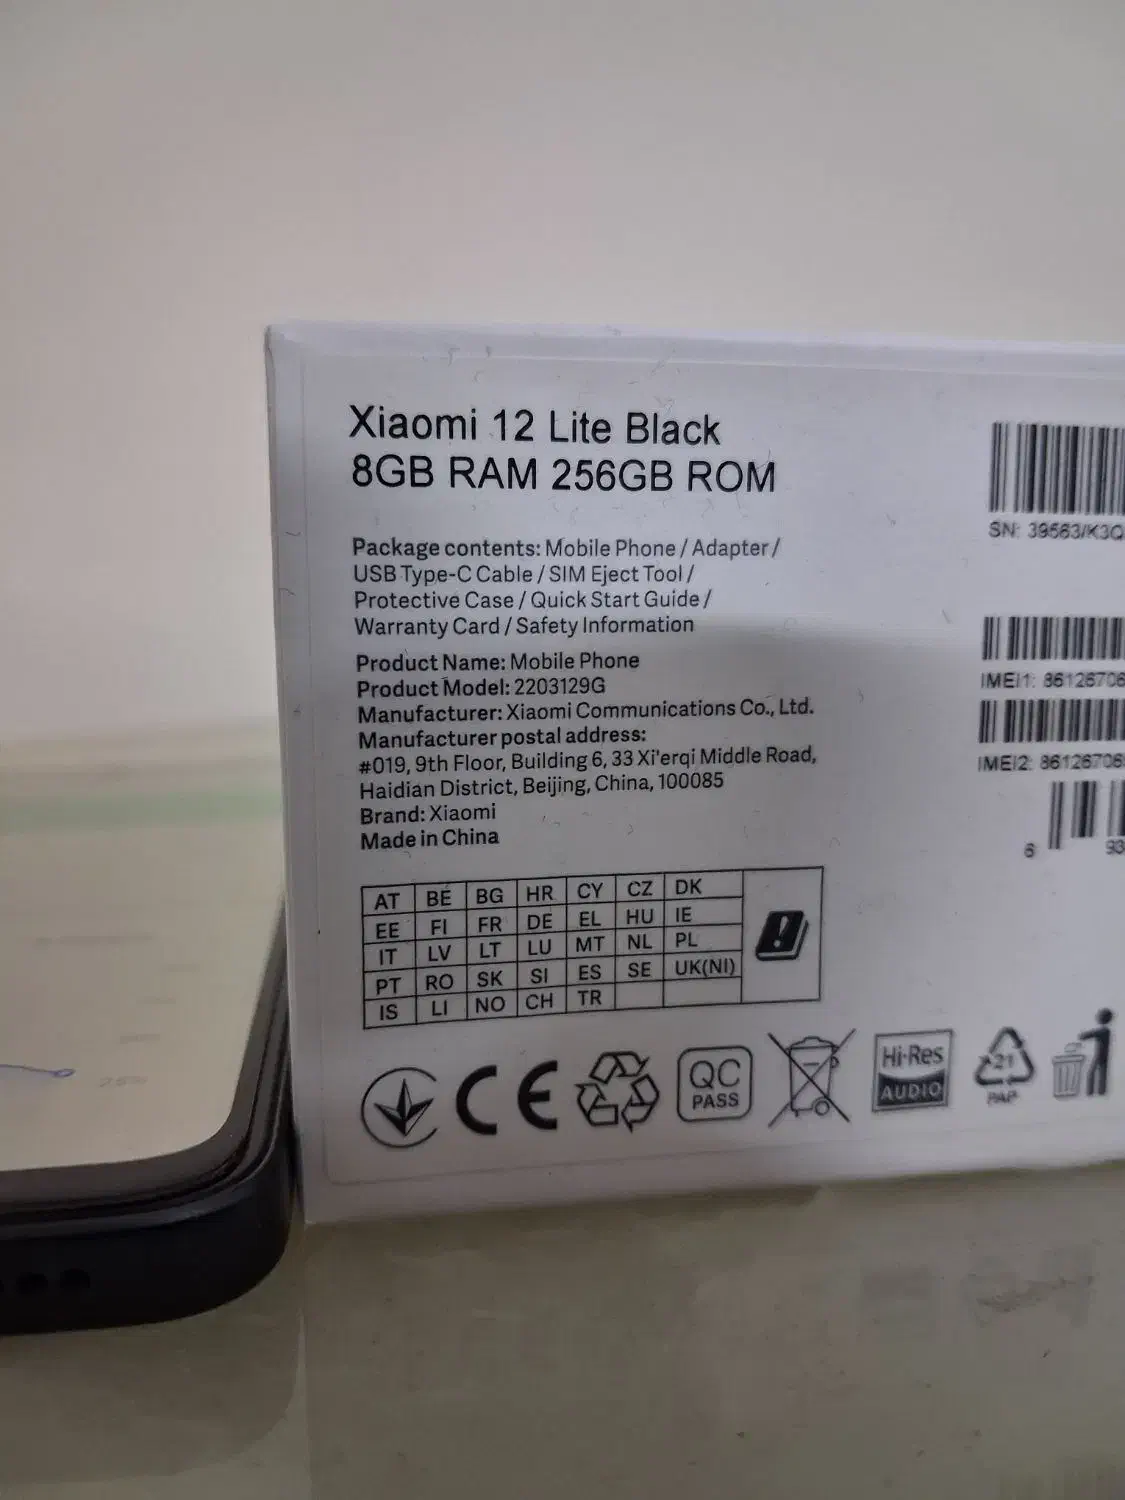 Xiaomi 12 Lite Black
8GB RAM 256GB ROM
Package contents: Mobile Phone / Adapter /
USB Type-C Cable / SIM Eject Tool /
Protective Case / Quick Start Guide /
Warranty Card / Safety Information
Product Name: Mobile Phone
Product Model: 2203129G
Manufacturer: Xiaomi Communications Co., Ltd.
Manufacturer postal address:
#019, 9th Floor, Building 6, 33 Xi'erqi Middle Road,
Haidian District, Beijing, China, 100085
Brand: Xiaomi
Made in China
AT BE BG HR CY CZ DK
EE FI FR DE EL HU IE
IT LV LT LU MT NL PL
PT RO SK SI ES SE UK(NI)
IS LI NO CH TR
CE
QC
PASS
Hi-Res
AUDIO
21
PAP
SN: 39563/K3Q
IMEI1: 86126706
IMEI2: 86126706
6 93
25%